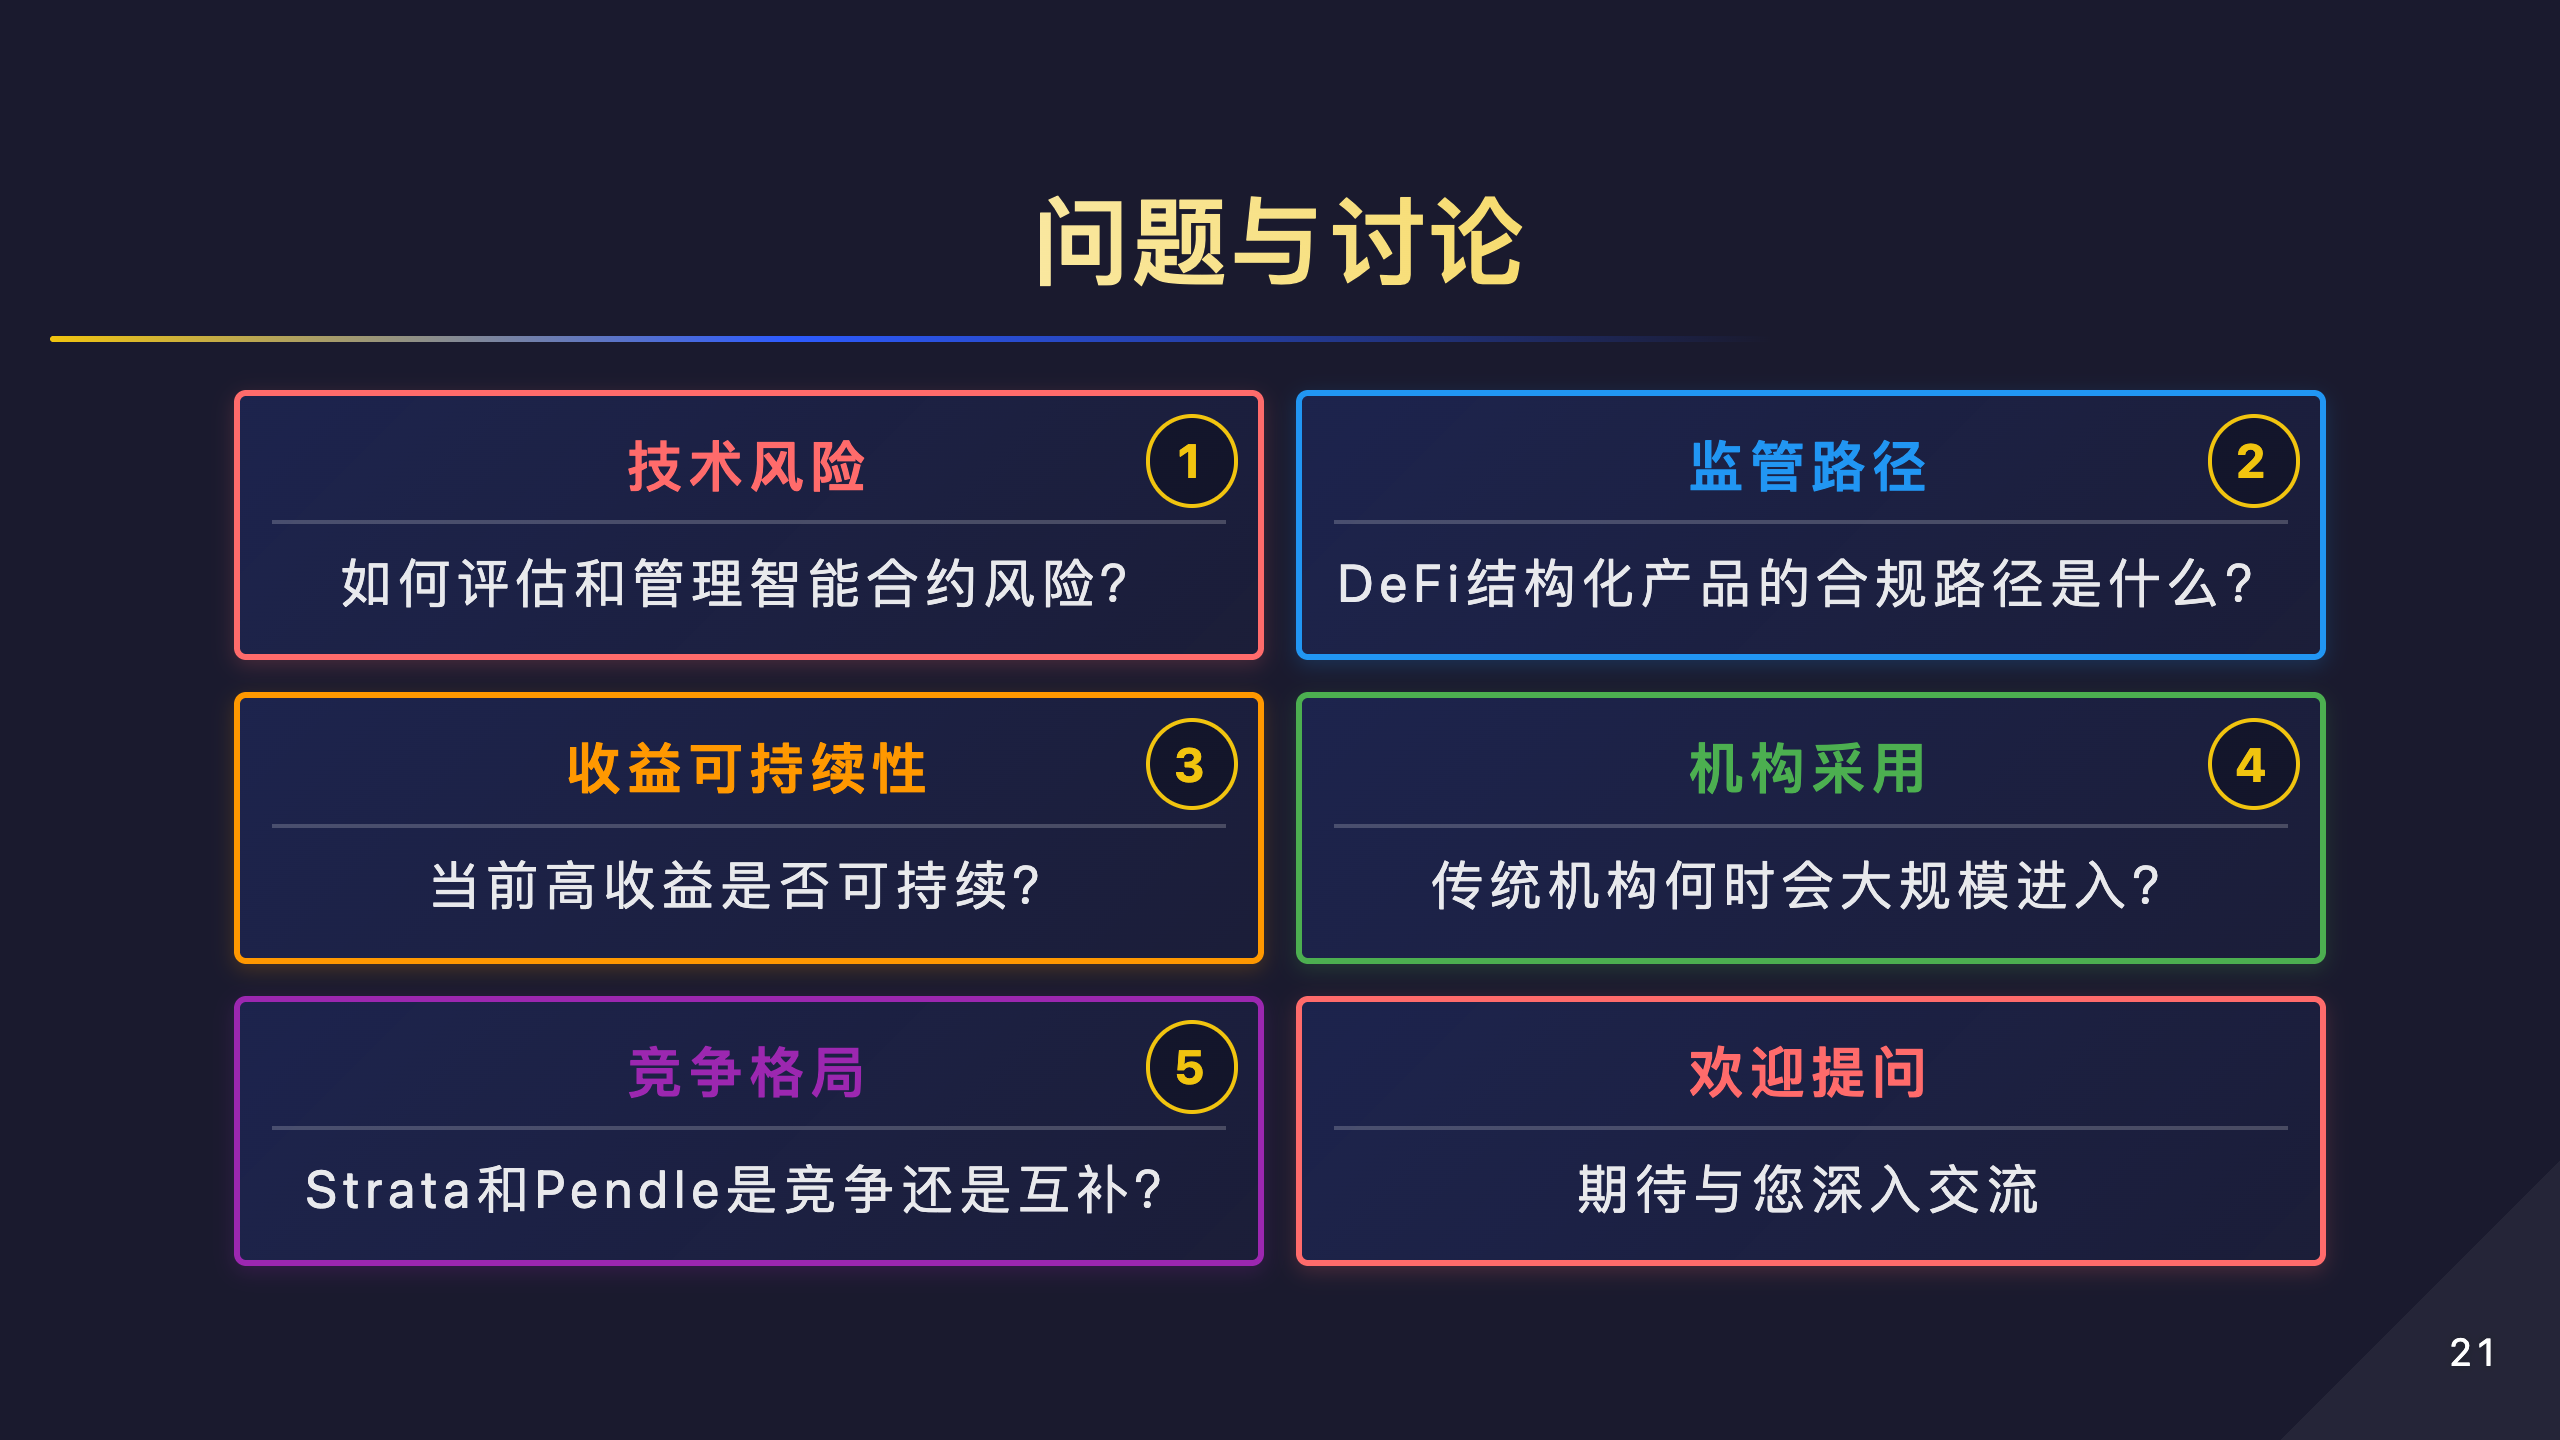 问题与讨论
技术风险
1
如何评估和管理智能合约风险?
监管路径
2
DeFi结构化产品的合规路径是什么?
收益可持续性
3
当前高收益是否可持续?
机构采用
4
传统机构何时会大规模进入?
竞争格局
5
Strata和Pendle是竞争还是互补?
欢迎提问
期待与您深入交流
21